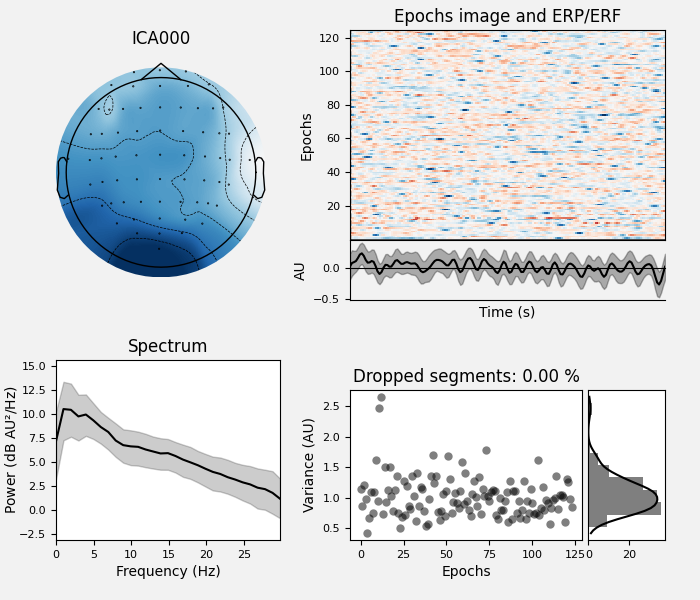 ICA000
Epochs image and ERP/ERF
Epochs
120
100
80
60
40
20
AU
0.0
−0.5
Time (s)
Spectrum
Power (dB AU²/Hz)
15.0
12.5
10.0
7.5
5.0
2.5
0.0
−2.5
0 5 10 15 20 25
Frequency (Hz)
Dropped segments: 0.00 %
Variance (AU)
2.5
2.0
1.5
1.0
0.5
0 25 50 75 100 125
Epochs
0 20